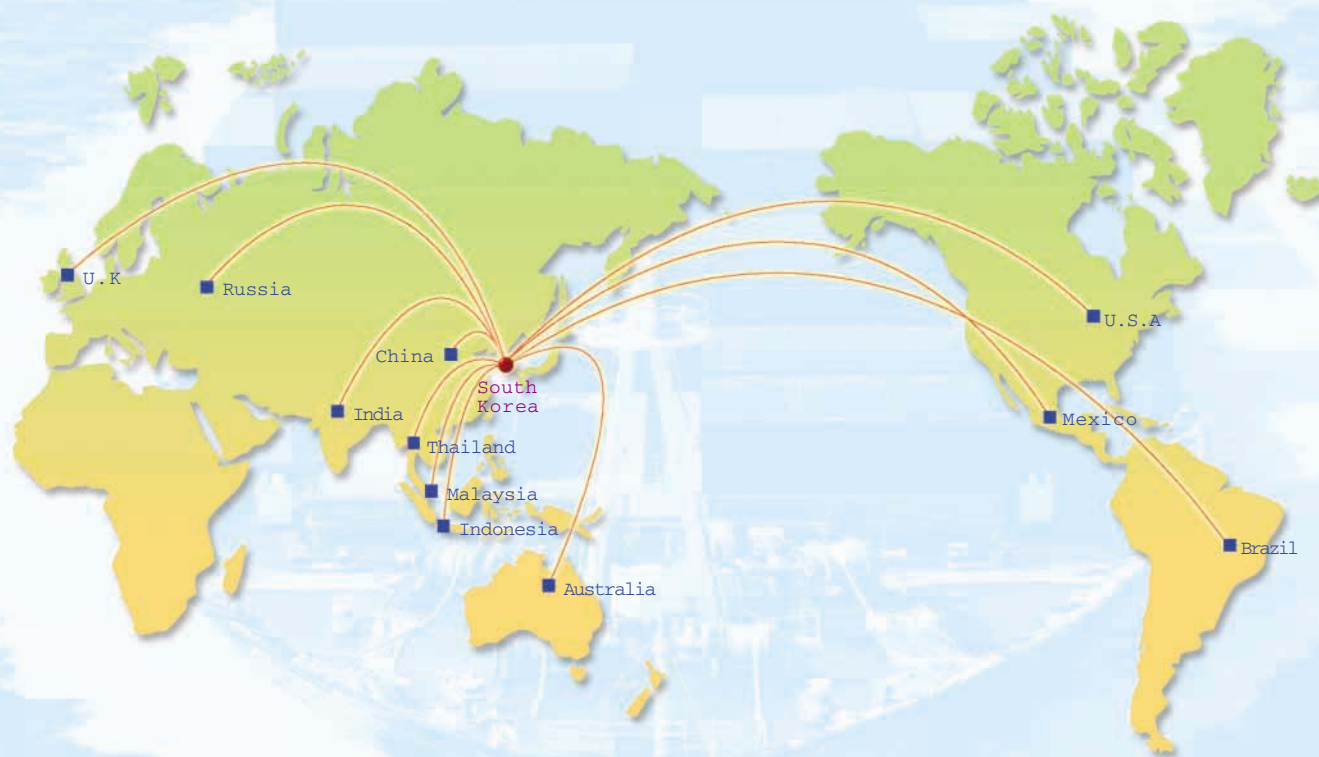 U.K
Russia
U.S.A
China
South
Korea
India
Mexico
Thailand
Malaysia
Indonesia
Brazil
Australia